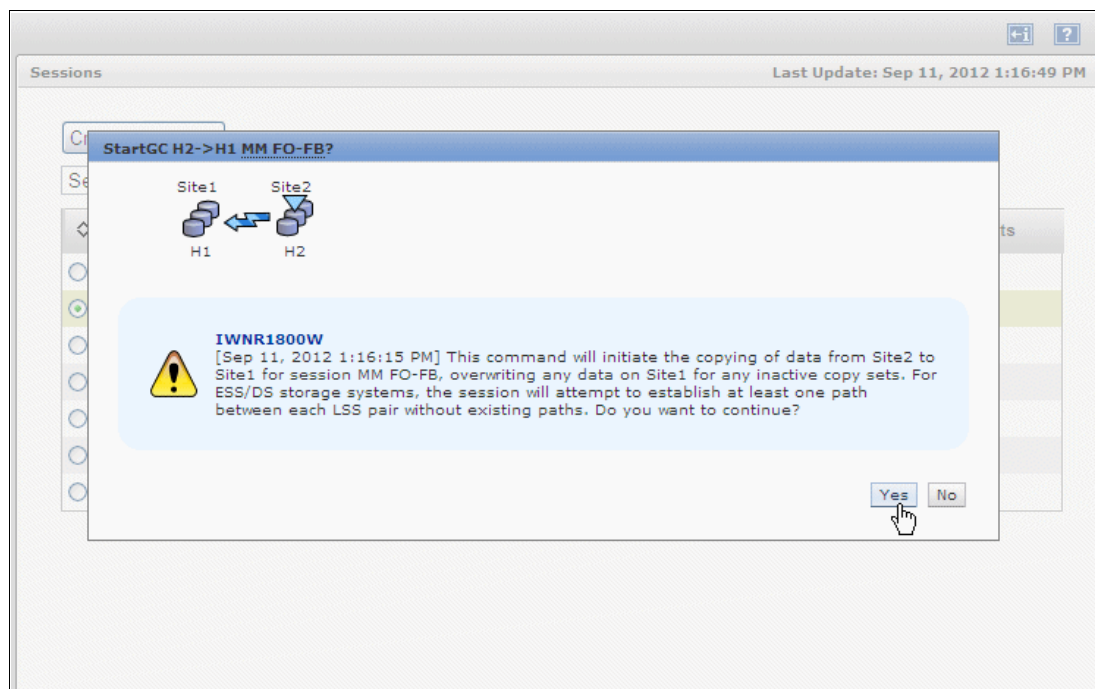 Sessions
Last Update: Sep 11, 2012 1:16:49 PM
StartGC H2->H1 MM FO-FB?
Site1
Site2
H1
H2
IWNR1800W
[Sep 11, 2012 1:16:15 PM] This command will initiate the copying of data from Site2 to
Site1 for session MM FO-FB, overwriting any data on Site1 for any inactive copy sets. For
ESS/DS storage systems, the session will attempt to establish at least one path
between each LSS pair without existing paths. Do you want to continue?
Yes
No